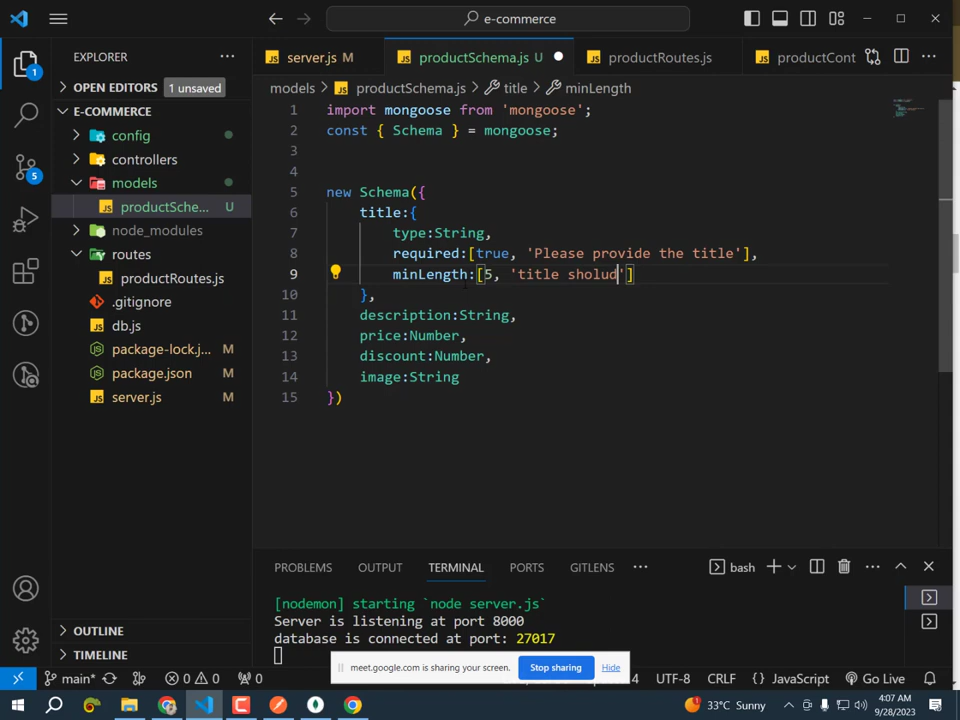 e-commerce
EXPLORER
server.js M
productSchema.js U
productRoutes.js
productCont
OPEN EDITORS 1 unsaved
models > productSchema.js > title > minLength
E-COMMERCE
config
controllers
models
productSche... U
node_modules
routes
productRoutes.js
.gitignore
db.js
package-lock.j... M
package.json M
server.js M
OUTLINE
TIMELINE
1
5
1 import mongoose from 'mongoose';
2 const { Schema } = mongoose;
3
4
5 new Schema({
6 title:{
7 type:String,
8 required:[true, 'Please provide the title'],
9 minLength:[5, 'title sholud']
10 },
11 description:String,
12 price:Number,
13 discount:Number,
14 image:String
15 })
PROBLEMS OUTPUT TERMINAL PORTS GITLENS bash
[nodemon] starting `node server.js`
Server is listening at port 8000
database is connected at port: 27017
meet.google.com is sharing your screen. Stop sharing Hide
main* 0 0 0 4 UTF-8 CRLF {} JavaScript Go Live
33°C Sunny 4:07 AM
9/28/2023